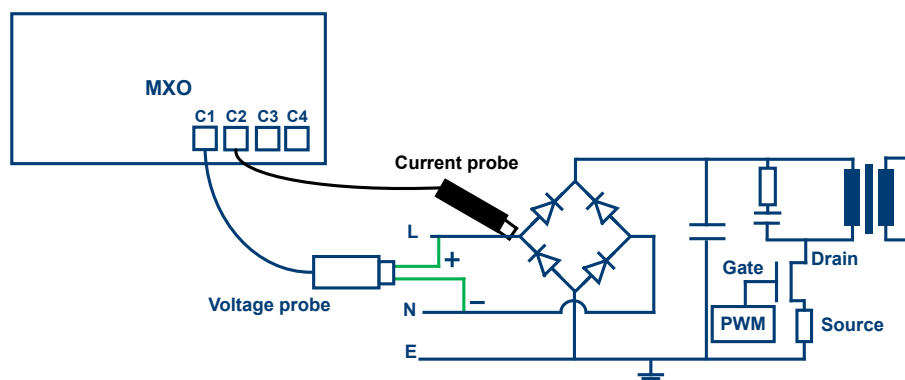 MXO
C1 C2 C3 C4
Current probe
L
+
Voltage probe
−
N
E
Gate
Drain
PWM
Source